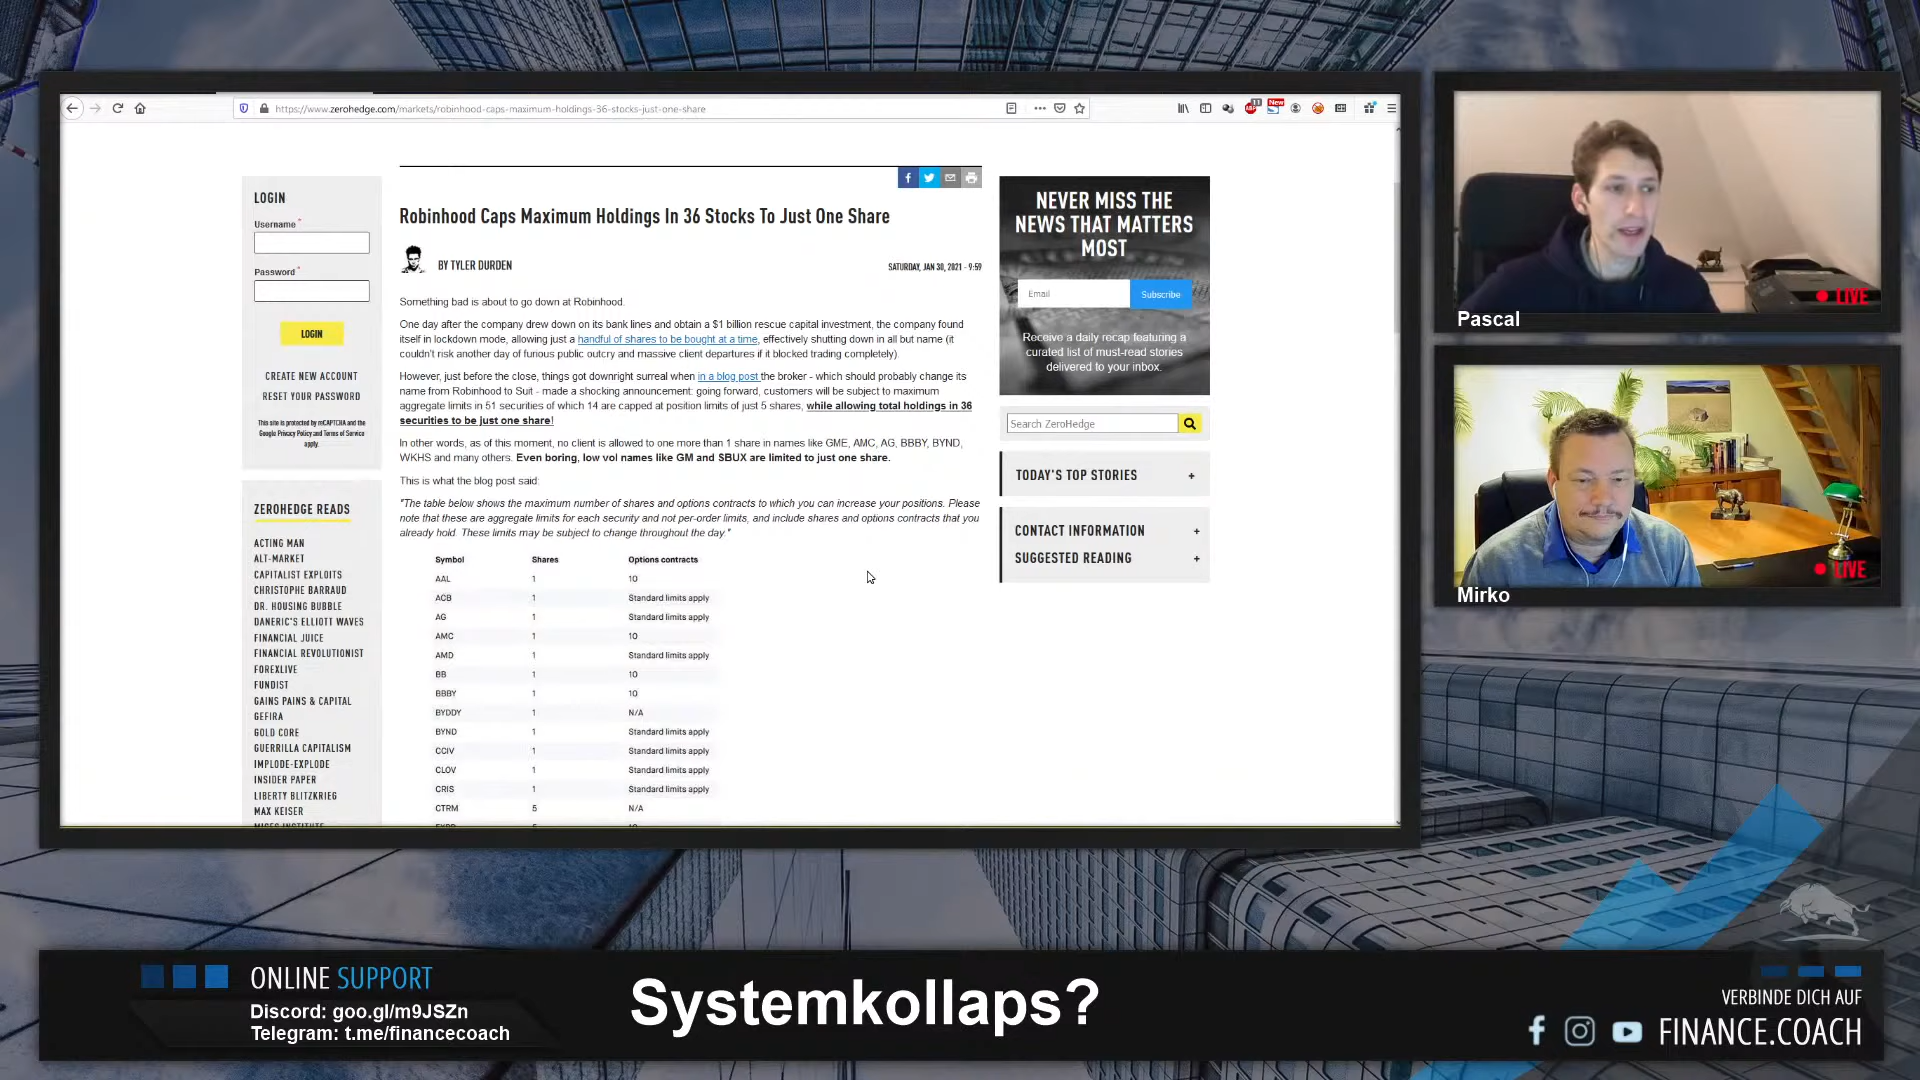 https://www.zerohedge.com/markets/robinhood-caps-maximum-holdings-36-stocks-just-one-share
New
LOGIN
Username *
Password *
LOGIN
CREATE NEW ACCOUNT
RESET YOUR PASSWORD
This site is protected by reCAPTCHA and the
Google Privacy Policy and Terms of Service
apply.
ZEROHEDGE READS
ACTING MAN
ALT-MARKET
CAPITALIST EXPLOITS
CHRISTOPHE BARRAUD
DR. HOUSING BUBBLE
DANERIC'S ELLIOTT WAVES
FINANCIAL JUICE
FINANCIAL REVOLUTIONIST
FOREXLIVE
FUNDIST
GAINS PAINS & CAPITAL
GEFIRA
GOLD CORE
GUERRILLA CAPITALISM
IMPLODE-EXPLODE
INSIDER PAPER
LIBERTY BLITZKRIEG
MAX KEISER
MISES INSTITUTE
Robinhood Caps Maximum Holdings In 36 Stocks To Just One Share
BY TYLER DURDEN
SATURDAY, JAN 30, 2021 - 9:59
Something bad is about to go down at Robinhood.
One day after the company drew down on its bank lines and obtain a $1 billion rescue capital investment, the company found
itself in lockdown mode, allowing just a handful of shares to be bought at a time, effectively shutting down in all but name (it
couldn't risk another day of furious public outcry and massive client departures if it blocked trading completely).
However, just before the close, things got downright surreal when in a blog post the broker - which should probably change its
name from Robinhood to Suit - made a shocking announcement: going forward, customers will be subject to maximum
aggregate limits in 51 securities of which 14 are capped at position limits of just 5 shares, while allowing total holdings in 36
securities to be just one share!
In other words, as of this moment, no client is allowed to one more than 1 share in names like GME, AMC, AG, BBBY, BYND,
WKHS and many others. Even boring, low vol names like GM and SBUX are limited to just one share.
This is what the blog post said:
"The table below shows the maximum number of shares and options contracts to which you can increase your positions. Please
note that these are aggregate limits for each security and not per-order limits, and include shares and options contracts that you
already hold. These limits may be subject to change throughout the day."
Symbol Shares Options contracts
AAL 1 10
ACB 1 Standard limits apply
AG 1 Standard limits apply
AMC 1 10
AMD 1 Standard limits apply
BB 1 10
BBBY 1 10
BYDDY 1 N/A
BYND 1 Standard limits apply
CCIV 1 Standard limits apply
CLOV 1 Standard limits apply
CRIS 1 Standard limits apply
CTRM 5 N/A
NEVER MISS THE
NEWS THAT MATTERS
MOST
Email
Subscribe
Receive a daily recap featuring a
curated list of must-read stories
delivered to your inbox.
Search ZeroHedge
TODAY'S TOP STORIES +
CONTACT INFORMATION +
SUGGESTED READING +
LIVE
Pascal
LIVE
Mirko
ONLINE SUPPORT
Discord: goo.gl/m9JSZn
Telegram: t.me/financecoach
Systemkollaps?
VERBINDE DICH AUF
FINANCE.COACH